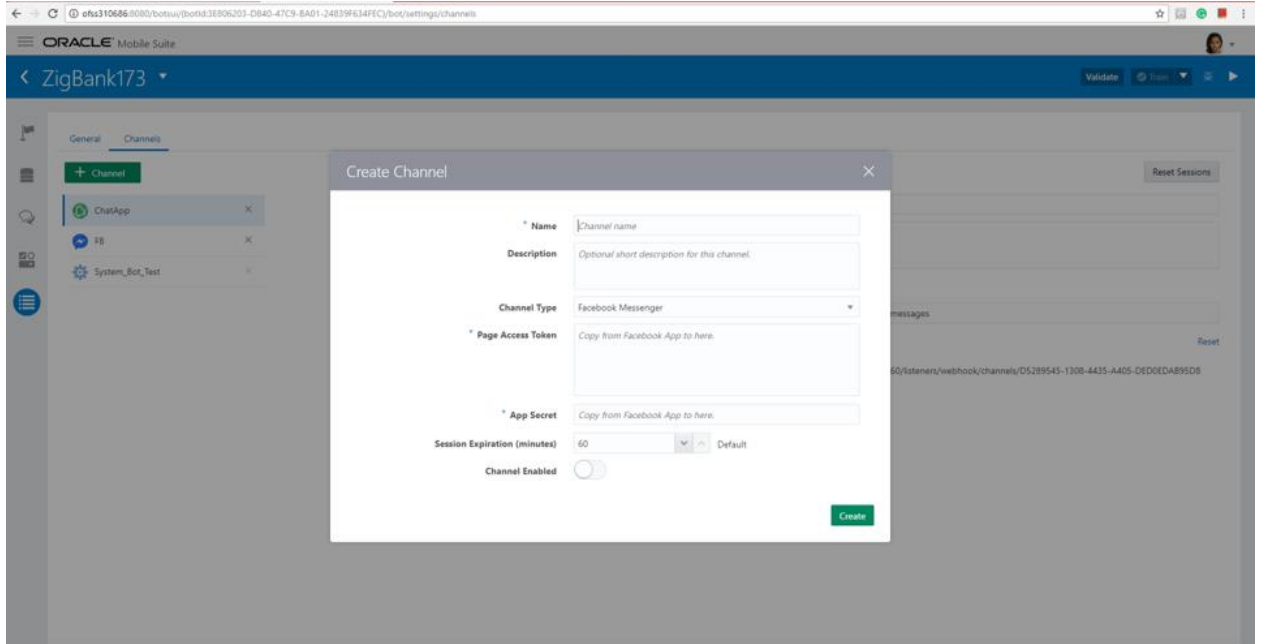 ofss310686:8080/botsui/(botid:3E806203-D840-47C9-8A01-24839F634FEC)/bot/settings/channels
ORACLE Mobile Suite
ZigBank173
Validate Train
General Channels
+ Channel
Create Channel
Reset Sessions
ChatApp
* Name Channel name
FB
Description Optional short description for this channel.
System_Bot_Test
Channel Type Facebook Messenger
messages
* Page Access Token Copy from Facebook App to here.
Reset
60/listeners/webhook/channels/D5289545-1308-4435-A405-DED0EDA895D8
* App Secret Copy from Facebook App to here.
Session Expiration (minutes) 60 Default
Channel Enabled
Create